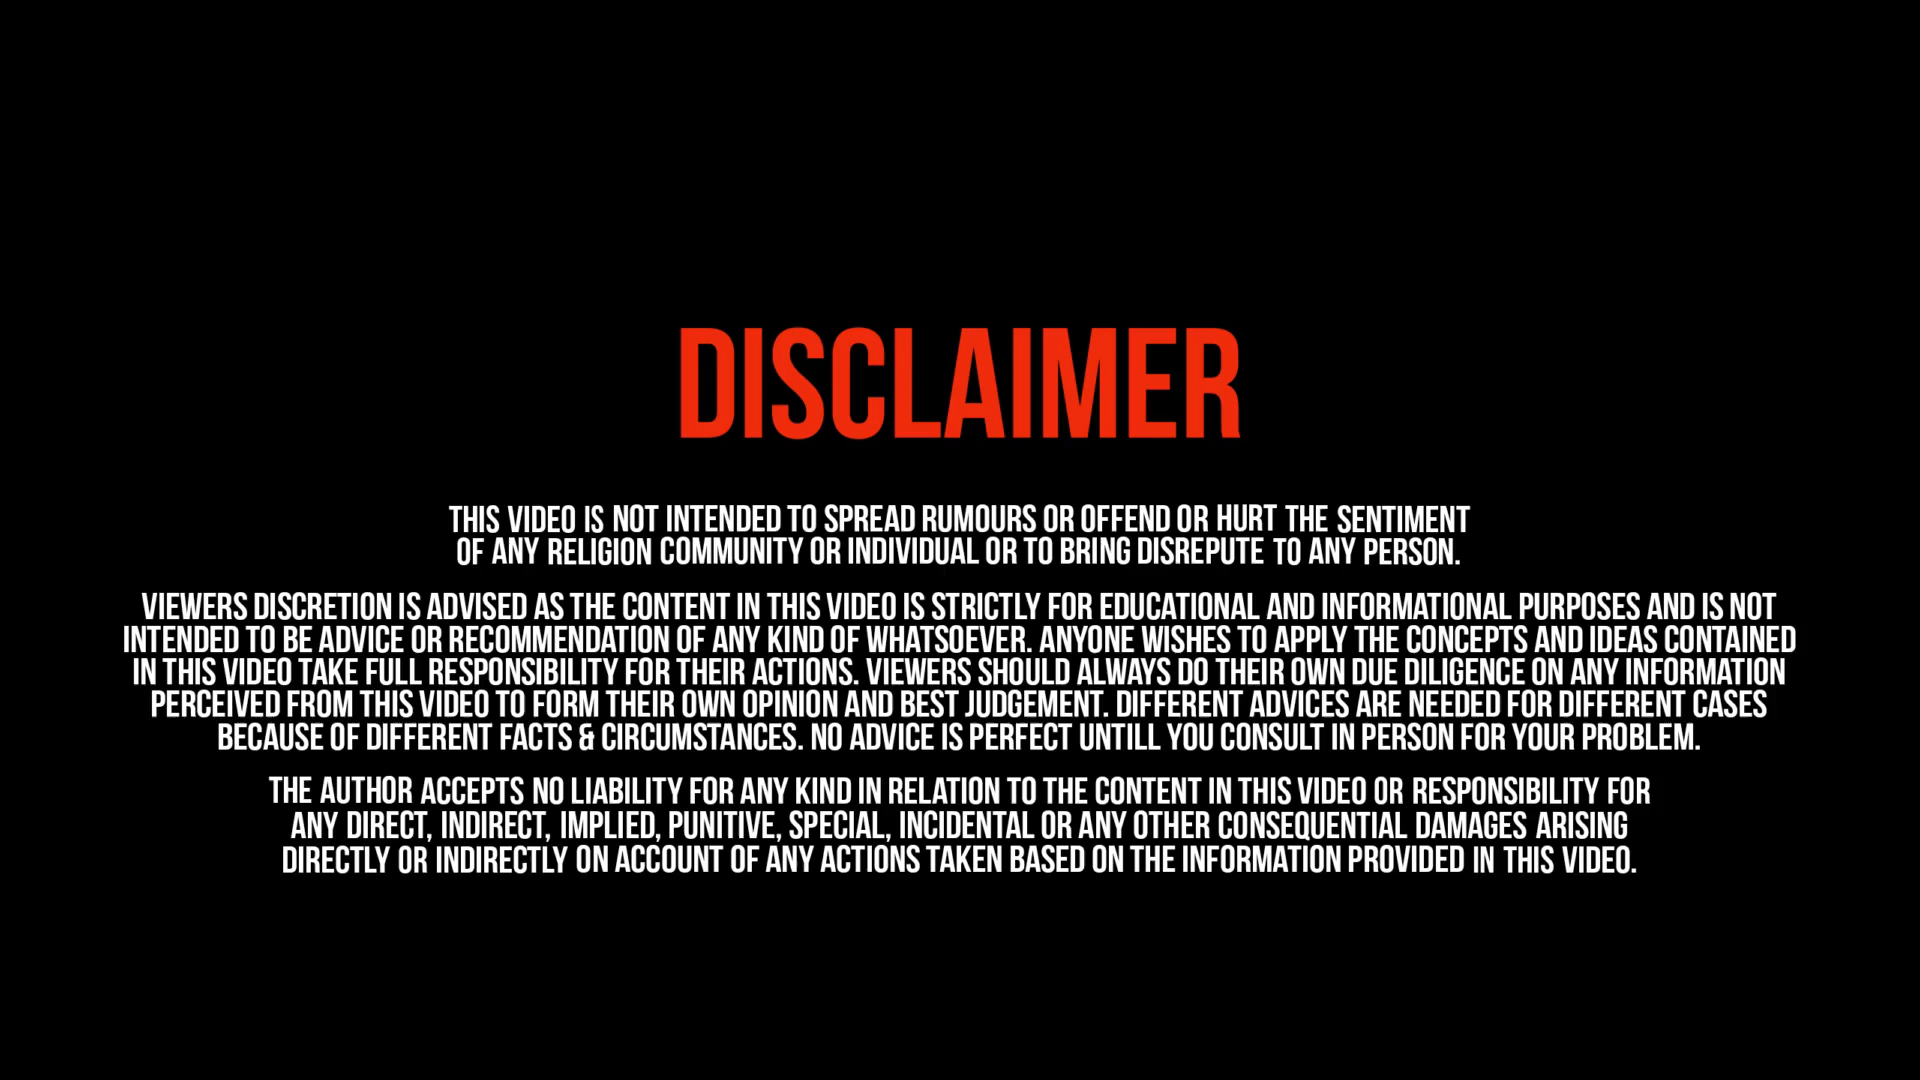 DISCLAIMER
THIS VIDEO IS NOT INTENDED TO SPREAD RUMOURS OR OFFEND OR HURT THE SENTIMENT
OF ANY RELIGION COMMUNITY OR INDIVIDUAL OR TO BRING DISREPUTE TO ANY PERSON.
VIEWERS DISCRETION IS ADVISED AS THE CONTENT IN THIS VIDEO IS STRICTLY FOR EDUCATIONAL AND INFORMATIONAL PURPOSES AND IS NOT
INTENDED TO BE ADVICE OR RECOMMENDATION OF ANY KIND OF WHATSOEVER. ANYONE WISHES TO APPLY THE CONCEPTS AND IDEAS CONTAINED
IN THIS VIDEO TAKE FULL RESPONSIBILITY FOR THEIR ACTIONS. VIEWERS SHOULD ALWAYS DO THEIR OWN DUE DILIGENCE ON ANY INFORMATION
PERCEIVED FROM THIS VIDEO TO FORM THEIR OWN OPINION AND BEST JUDGEMENT. DIFFERENT ADVICES ARE NEEDED FOR DIFFERENT CASES
BECAUSE OF DIFFERENT FACTS & CIRCUMSTANCES. NO ADVICE IS PERFECT UNTILL YOU CONSULT IN PERSON FOR YOUR PROBLEM.
THE AUTHOR ACCEPTS NO LIABILITY FOR ANY KIND IN RELATION TO THE CONTENT IN THIS VIDEO OR RESPONSIBILITY FOR
ANY DIRECT, INDIRECT, IMPLIED, PUNITIVE, SPECIAL, INCIDENTAL OR ANY OTHER CONSEQUENTIAL DAMAGES ARISING
DIRECTLY OR INDIRECTLY ON ACCOUNT OF ANY ACTIONS TAKEN BASED ON THE INFORMATION PROVIDED IN THIS VIDEO.